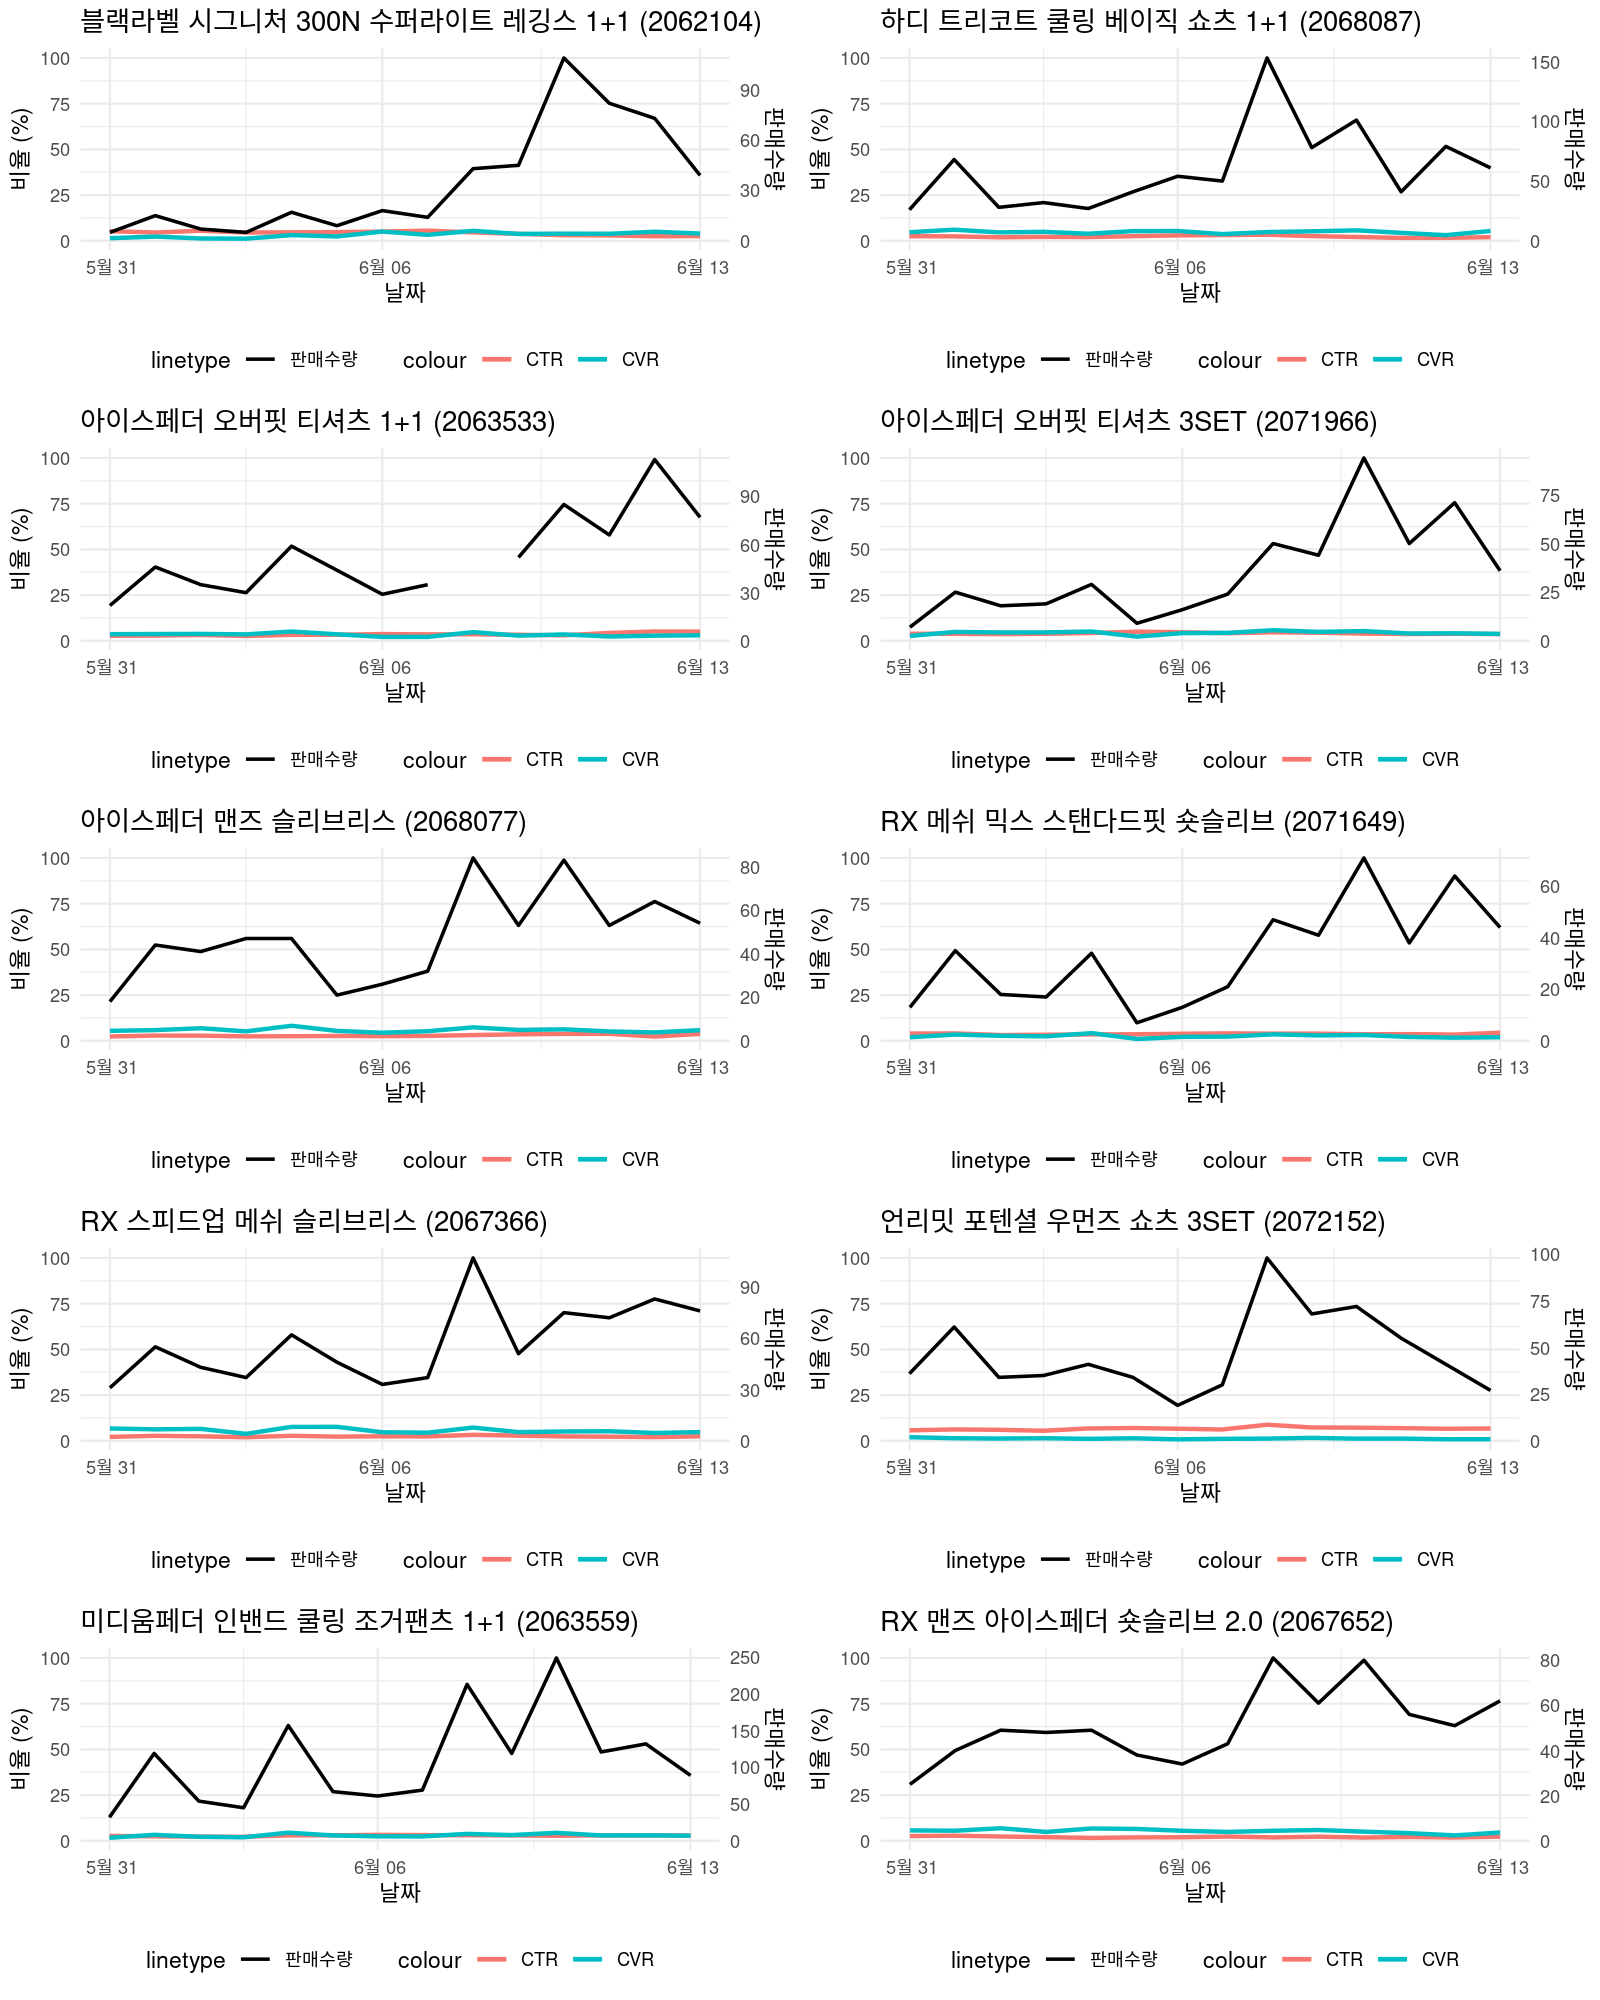 블랙라벨 시그니처 300N 수퍼라이트 레깅스 1+1 (2062104)
비율 (%)
100
75
50
25
0
90
60
30
0
판매수량
5월 31
6월 06
6월 13
날짜
linetype 판매수량 colour CTR CVR
하디 트리코트 쿨링 베이직 쇼츠 1+1 (2068087)
비율 (%)
100
75
50
25
0
150
100
50
0
판매수량
5월 31
6월 06
6월 13
날짜
linetype 판매수량 colour CTR CVR
아이스페더 오버핏 티셔츠 1+1 (2063533)
비율 (%)
100
75
50
25
0
90
60
30
0
판매수량
5월 31
6월 06
6월 13
날짜
linetype 판매수량 colour CTR CVR
아이스페더 오버핏 티셔츠 3SET (2071966)
비율 (%)
100
75
50
25
0
75
50
25
0
판매수량
5월 31
6월 06
6월 13
날짜
linetype 판매수량 colour CTR CVR
아이스페더 맨즈 슬리브리스 (2068077)
비율 (%)
100
75
50
25
0
80
60
40
20
0
판매수량
5월 31
6월 06
6월 13
날짜
linetype 판매수량 colour CTR CVR
RX 메쉬 믹스 스탠다드핏 숏슬리브 (2071649)
비율 (%)
100
75
50
25
0
60
40
20
0
판매수량
5월 31
6월 06
6월 13
날짜
linetype 판매수량 colour CTR CVR
RX 스피드업 메쉬 슬리브리스 (2067366)
비율 (%)
100
75
50
25
0
90
60
30
0
판매수량
5월 31
6월 06
6월 13
날짜
linetype 판매수량 colour CTR CVR
언리밋 포텐셜 우먼즈 쇼츠 3SET (2072152)
비율 (%)
100
75
50
25
0
100
75
50
25
0
판매수량
5월 31
6월 06
6월 13
날짜
linetype 판매수량 colour CTR CVR
미디움페더 인밴드 쿨링 조거팬츠 1+1 (2063559)
비율 (%)
100
75
50
25
0
250
200
150
100
50
0
판매수량
5월 31
6월 06
6월 13
날짜
linetype 판매수량 colour CTR CVR
RX 맨즈 아이스페더 숏슬리브 2.0 (2067652)
비율 (%)
100
75
50
25
0
80
60
40
20
0
판매수량
5월 31
6월 06
6월 13
날짜
linetype 판매수량 colour CTR CVR